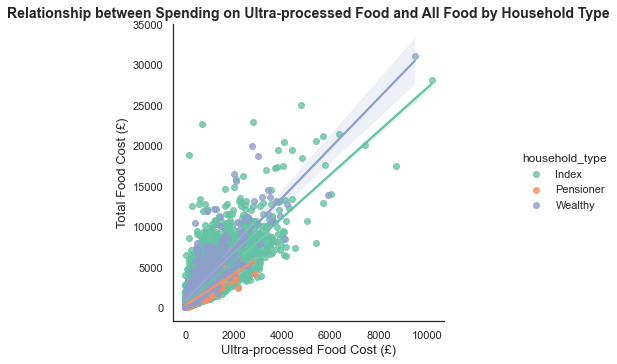 Relationship between Spending on Ultra-processed Food and All Food by Household Type
35000
30000
25000
20000
15000
10000
5000
0
Total Food Cost (£)
0 2000 4000 6000 8000 10000
Ultra-processed Food Cost (£)
household_type
Index
Pensioner
Wealthy